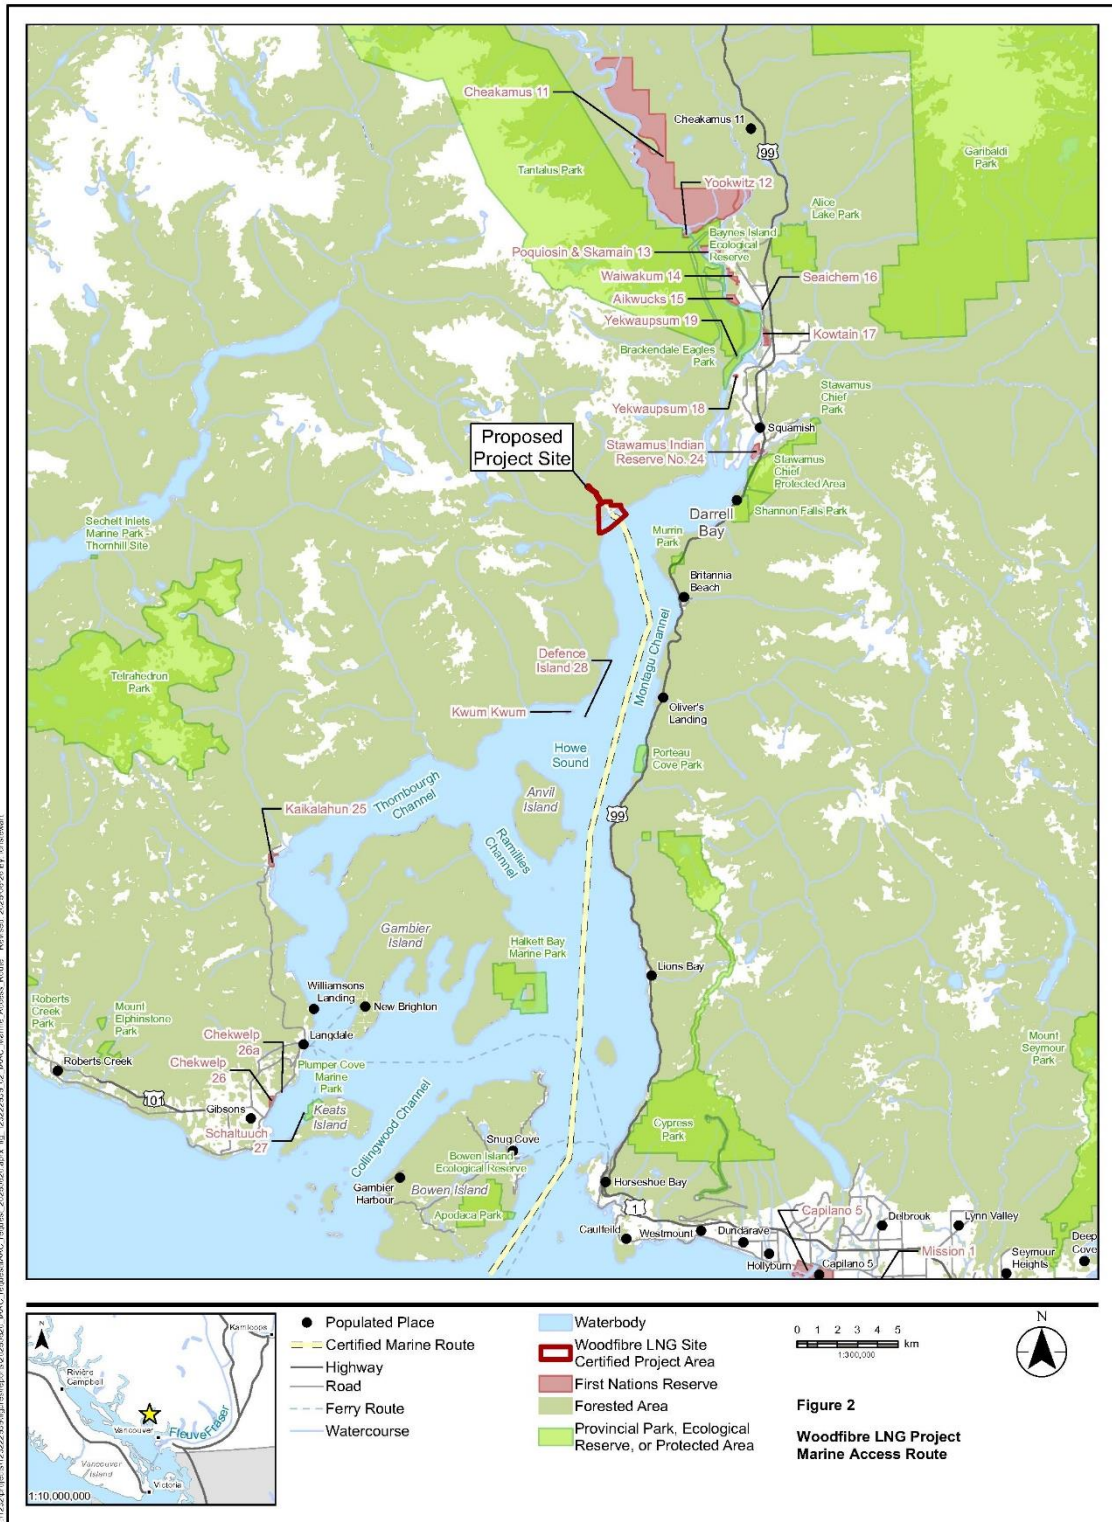 Cheakamus 11
Cheakamus 11
99
Garibaldi
Park
Tantalus Park
Yookwitz 12
Alice
Lake Park
Baynes Island
Ecological
Reserve
Poquiosin & Skamain 13
Waiwakum 14
Seaichem 16
Aikwucks 15
Yekwaupsum 19
Kowtain 17
Brackendale Eagles
Park
Stawamus
Chief
Park
Yekwaupsum 18
Squamish
Proposed
Project Site
Stawamus Indian
Reserve No. 24
Stawamus
Chief
Protected Area
Shannon Falls Park
Darrell
Bay
Sechelt Inlets
Marine Park -
Thornhill Site
Murrin
Park
Britannia
Beach
Montagu Channel
Defence
Island 28
Tetrahedron
Park
Kwum Kwum
Oliver's
Landing
Howe
Sound
Porteau
Cove Park
Thornbourgh
Channel
Anvil
Island
Kaikalahun 25
99
Ramillies
Channel
Gambier
Island
Halkett Bay
Marine Park
Lions Bay
Williamsons
Landing
New Brighton
Roberts
Creek
Park
Mount
Elphinstone
Park
Langdale
Mount
Seymour
Park
Chekwelp
26a
Roberts Creek
Chekwelp
26
Plumper Cove
Marine
Park
101
Gibsons
Keats
Island
Collingwood Channel
Cypress
Park
Schaltuuch
27
Snug Cove
Bowen Island
Ecological Reserve
Gambier
Harbour
Bowen Island
Horseshoe Bay
Apodaca Park
1
Capilano 5
Caulfeild
Westmount
Dundarave
Delbrook
Lynn Valley
Hollyburn
Capilano 5
Mission 1
Seymour
Heights
Deep
Cove
N
Kamloops
Rivière
Campbell
Vancouver
FleuveFraser
Vancouver
Island
Victoria
1:10,000,000
Populated Place
Certified Marine Route
Highway
Road
Ferry Route
Watercourse
Waterbody
Woodfibre LNG Site
Certified Project Area
First Nations Reserve
Forested Area
Provincial Park, Ecological
Reserve, or Protected Area
0 1 2 3 4 5
km
1:300,000
N
Figure 2
Woodfibre LNG Project
Marine Access Route